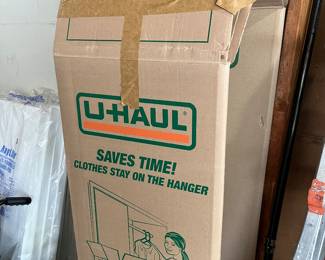 U-HAUL
SAVES TIME!
CLOTHES STAY ON THE HANGER